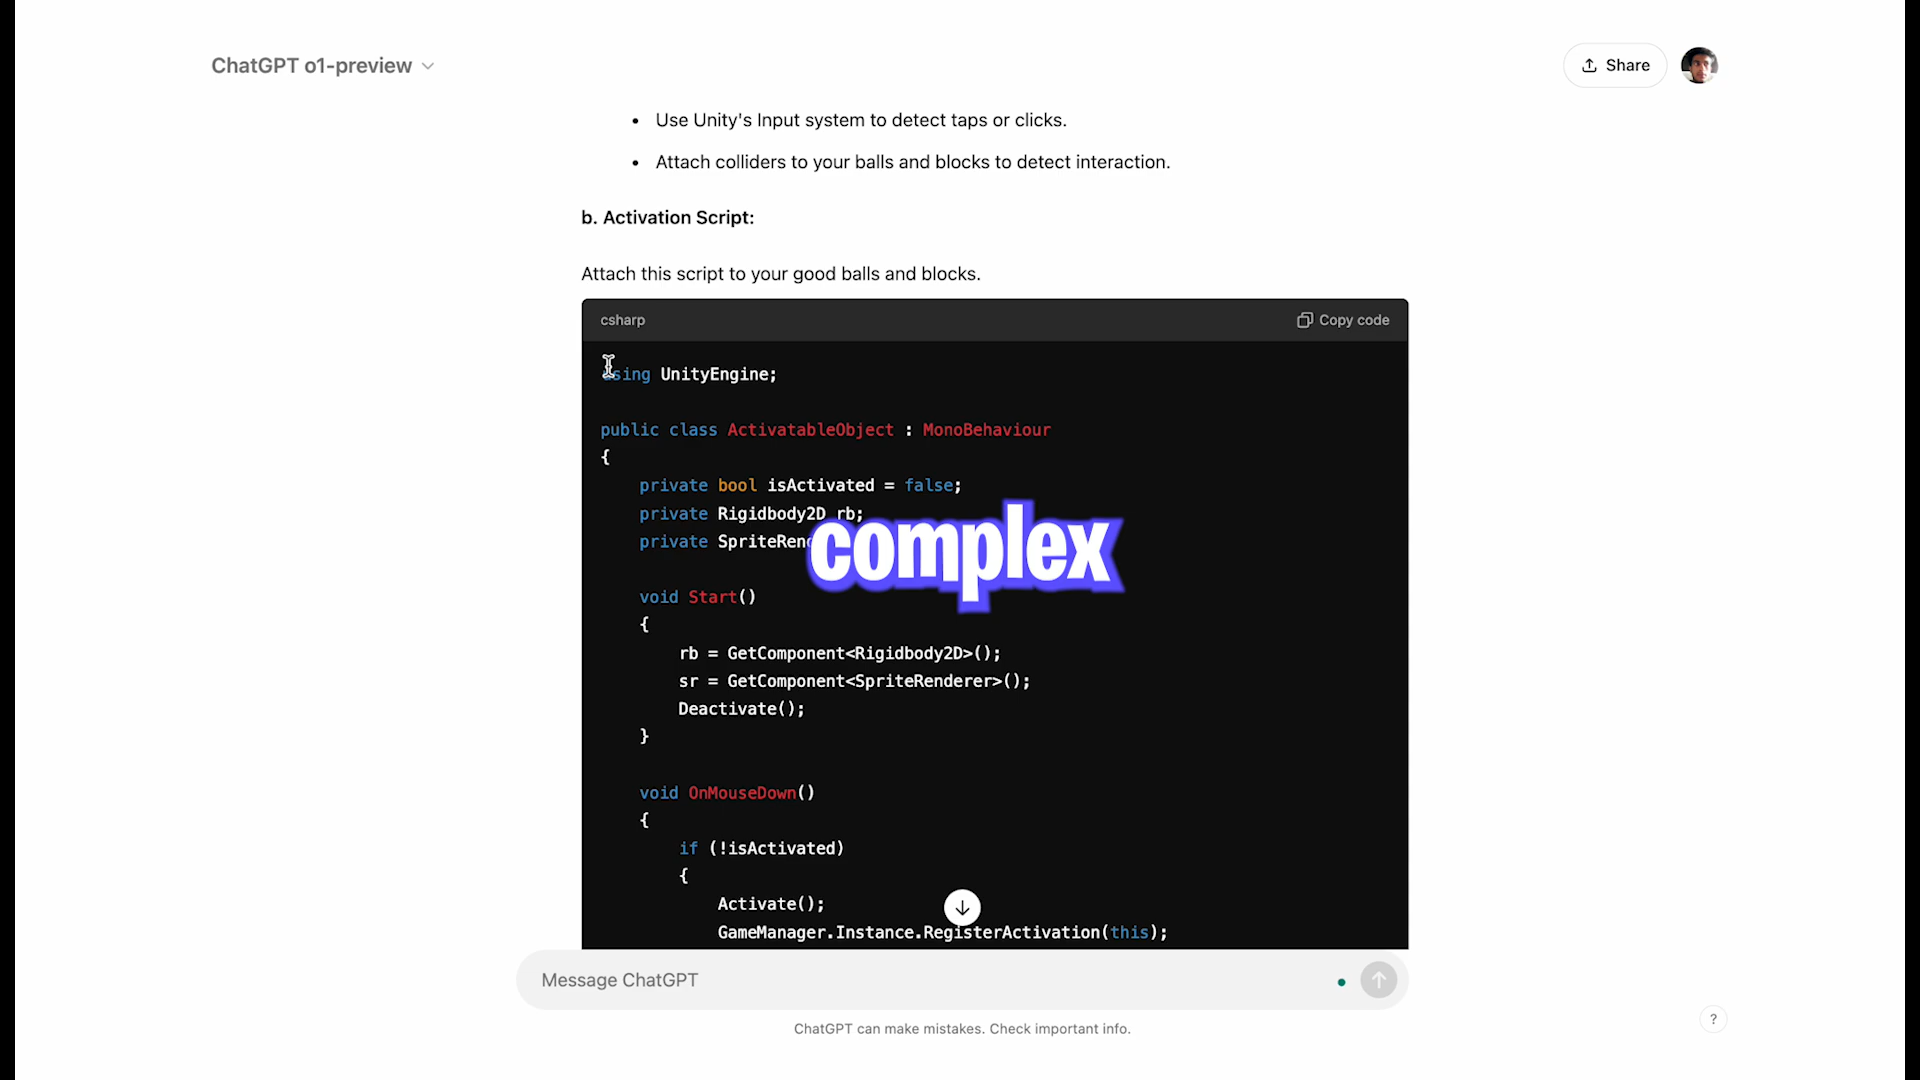 ChatGPT o1-preview
Share
• Use Unity's Input system to detect taps or clicks.
• Attach colliders to your balls and blocks to detect interaction.
b. Activation Script:
Attach this script to your good balls and blocks.
csharp
Copy code
using UnityEngine;
public class ActivatableObject : MonoBehaviour
{
    private bool isActivated = false;
    private Rigidbody2D rb;
    private SpriteRen
complex
    void Start()
    {
        rb = GetComponent<Rigidbody2D>();
        sr = GetComponent<SpriteRenderer>();
        Deactivate();
    }
    void OnMouseDown()
    {
        if (!isActivated)
        {
            Activate();
            GameManager.Instance.RegisterActivation(this);
Message ChatGPT
ChatGPT can make mistakes. Check important info.
?